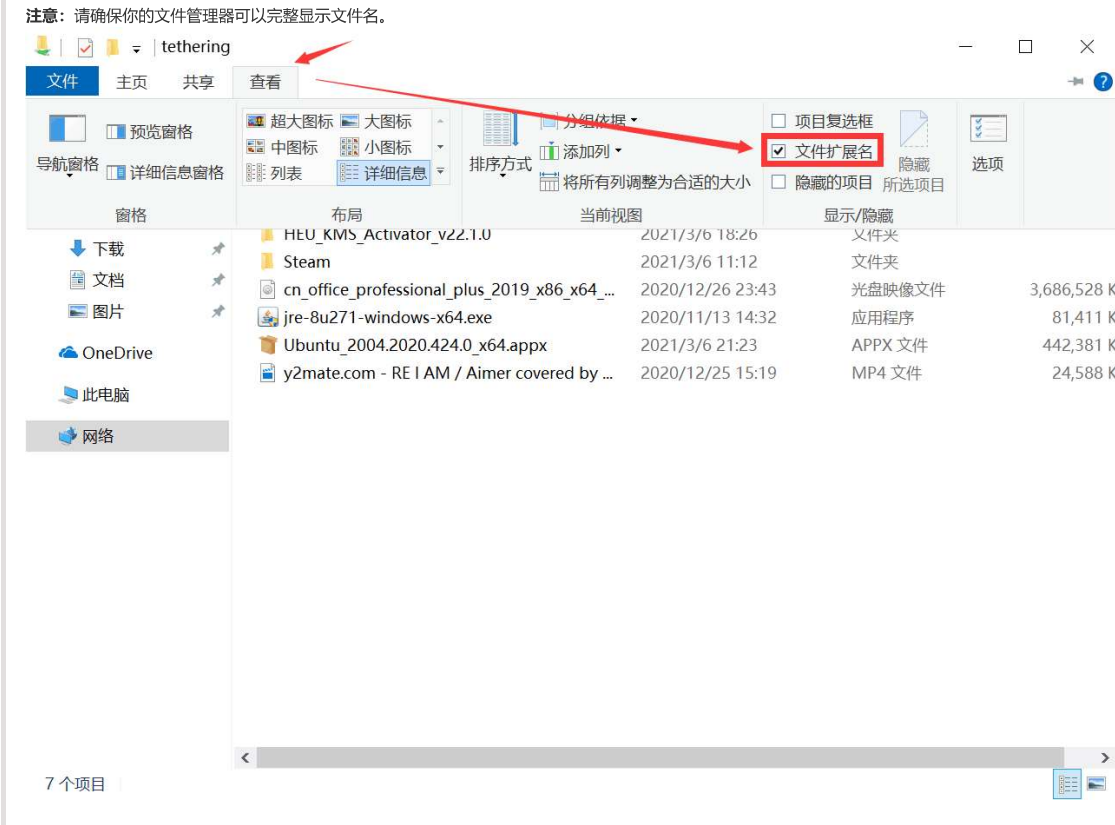 注意：请确保你的文件管理器可以完整显示文件名。
tethering
文件 主页 共享 查看
导航窗格
预览窗格
详细信息窗格
窗格
超大图标 大图标
中图标 小图标
列表 详细信息
布局
排序方式
分组依据
添加列
将所有列调整为合适的大小
当前视图
项目复选框
文件扩展名
隐藏的项目
隐藏
所选项目
显示/隐藏
选项
下载
文档
图片
OneDrive
此电脑
网络
HEU_KMS_Activator_v22.1.0 2021/3/6 18:26 文件夹
Steam 2021/3/6 11:12 文件夹
cn_office_professional_plus_2019_x86_x64_... 2020/12/26 23:43 光盘映像文件 3,686,528 K
jre-8u271-windows-x64.exe 2020/11/13 14:32 应用程序 81,411 K
Ubuntu_2004.2020.424.0_x64.appx 2021/3/6 21:23 APPX 文件 442,381 K
y2mate.com - RE I AM / Aimer covered by ... 2020/12/25 15:19 MP4 文件 24,588 K
7 个项目